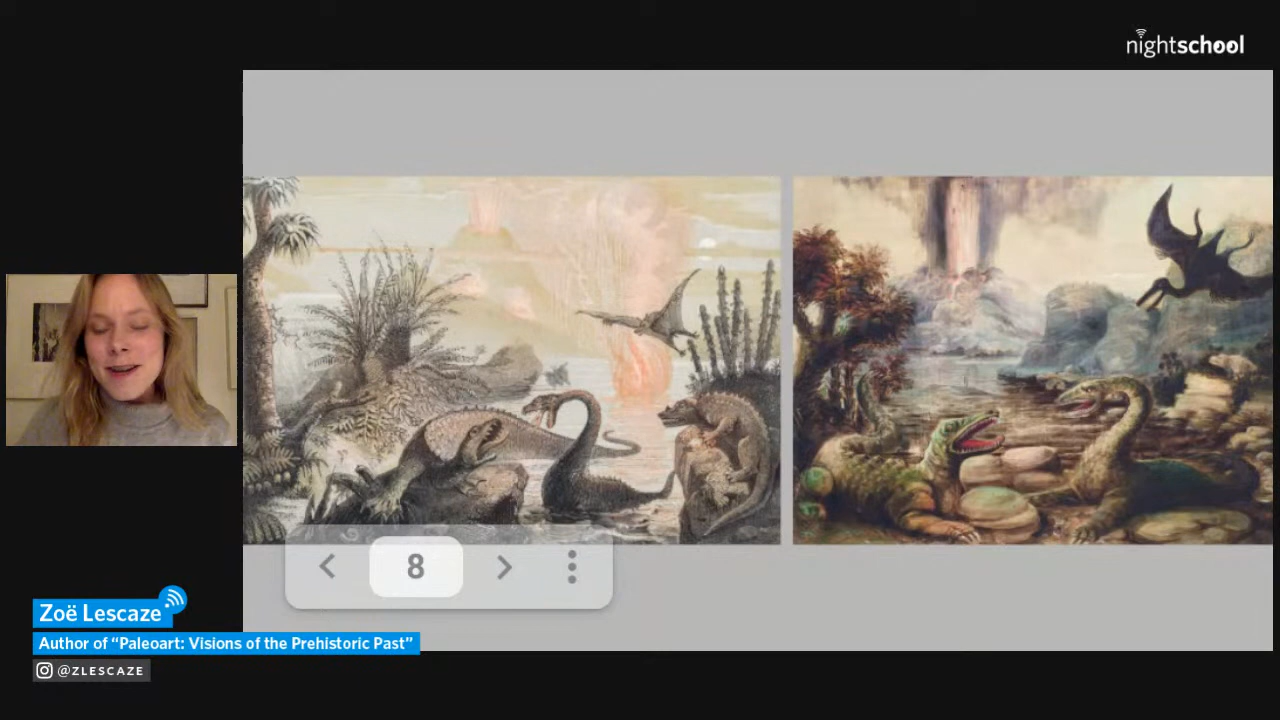 nightschool
8
Zoë Lescaze
Author of “Paleoart: Visions of the Prehistoric Past”
@ZLESCAZE